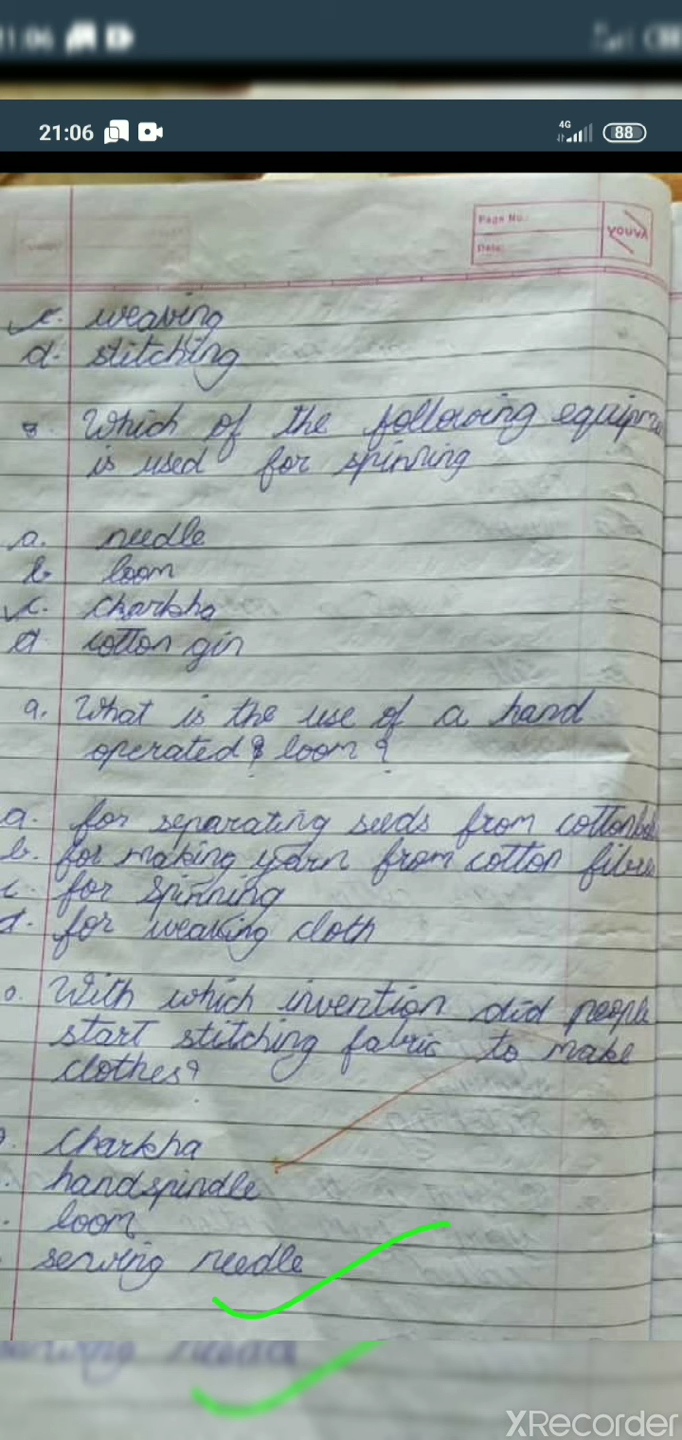 21:06 4G 88
Page No.:
Date:
YOUVA
c. weaving
d. stitching
8. Which of the following
is used for spinning
a. needle
b. loom
c. charkha
d cotton gin
9. What is the use of a hand
operated loom?
a. for separating seeds from
b. for making yarn from cotton
c. for spinning
d. for weaving cloth
0. With which invention did people
start stitching fabric to make
clothes?
charkha
handspindle
loom
sewing needle
XRecorder